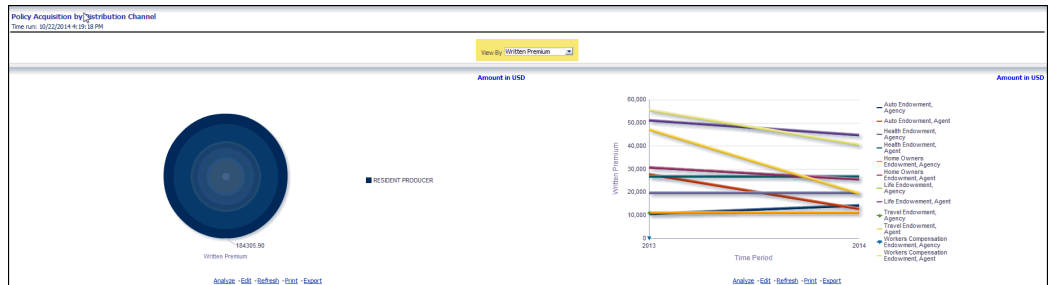 Policy Acquisition by Distribution Channel
Time run: 10/22/2014 4:19:18 PM
View By Written Premium
Amount in USD
RESIDENT PRODUCER
184305.90
Written Premium
Analyze - Edit - Refresh - Print - Export
Amount in USD
Written Premium
60,000
50,000
40,000
30,000
20,000
10,000
0
2013
2014
Time Period
Auto Endowment,
Agency
Auto Endowment, Agent
Health Endowment,
Agency
Health Endowment,
Agent
Home Owners
Endowment, Agency
Home Owners
Endowment, Agent
Life Endowement,
Agency
Life Endowement, Agent
Travel Endowment,
Agency
Travel Endowment,
Agent
Workers Compensation
Endowment, Agency
Workers Compensation
Endowment, Agent
Analyze - Edit - Refresh - Print - Export